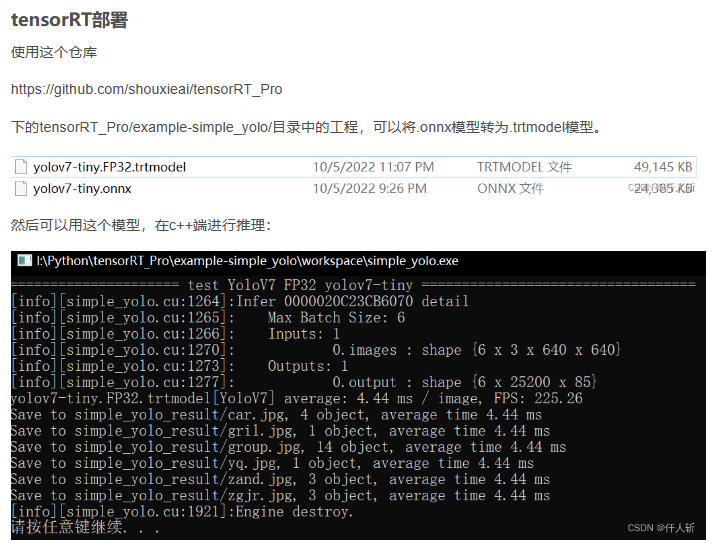 tensorRT部署
使用这个仓库
https://github.com/shouxieai/tensorRT_Pro
下的tensorRT_Pro/example-simple_yolo/目录中的工程，可以将.onnx模型转为.trtmodel模型。
yolov7-tiny.FP32.trtmodel 10/5/2022 11:07 PM TRTMODEL 文件 49,145 KB
yolov7-tiny.onnx 10/5/2022 9:26 PM ONNX 文件 24,385 KB
然后可以用这个模型，在c++端进行推理：
I:\Python\tensorRT_Pro\example-simple_yolo\workspace\simple_yolo.exe
==================== test YoloV7 FP32 yolov7-tiny ================================
[info][simple_yolo.cu:1264]:Infer 0000020C23CB6070 detail
[info][simple_yolo.cu:1265]: Max Batch Size: 6
[info][simple_yolo.cu:1266]: Inputs: 1
[info][simple_yolo.cu:1270]: 0.images : shape {6 x 3 x 640 x 640}
[info][simple_yolo.cu:1273]: Outputs: 1
[info][simple_yolo.cu:1277]: 0.output : shape {6 x 25200 x 85}
yolov7-tiny.FP32.trtmodel[YoloV7] average: 4.44 ms / image, FPS: 225.26
Save to simple_yolo_result/car.jpg, 4 object, average time 4.44 ms
Save to simple_yolo_result/gril.jpg, 1 object, average time 4.44 ms
Save to simple_yolo_result/group.jpg, 14 object, average time 4.44 ms
Save to simple_yolo_result/yq.jpg, 1 object, average time 4.44 ms
Save to simple_yolo_result/zand.jpg, 3 object, average time 4.44 ms
Save to simple_yolo_result/zgjr.jpg, 3 object, average time 4.44 ms
[info][simple_yolo.cu:1921]:Engine destroy.
请按任意键继续. . .
CSDN @仟人斩